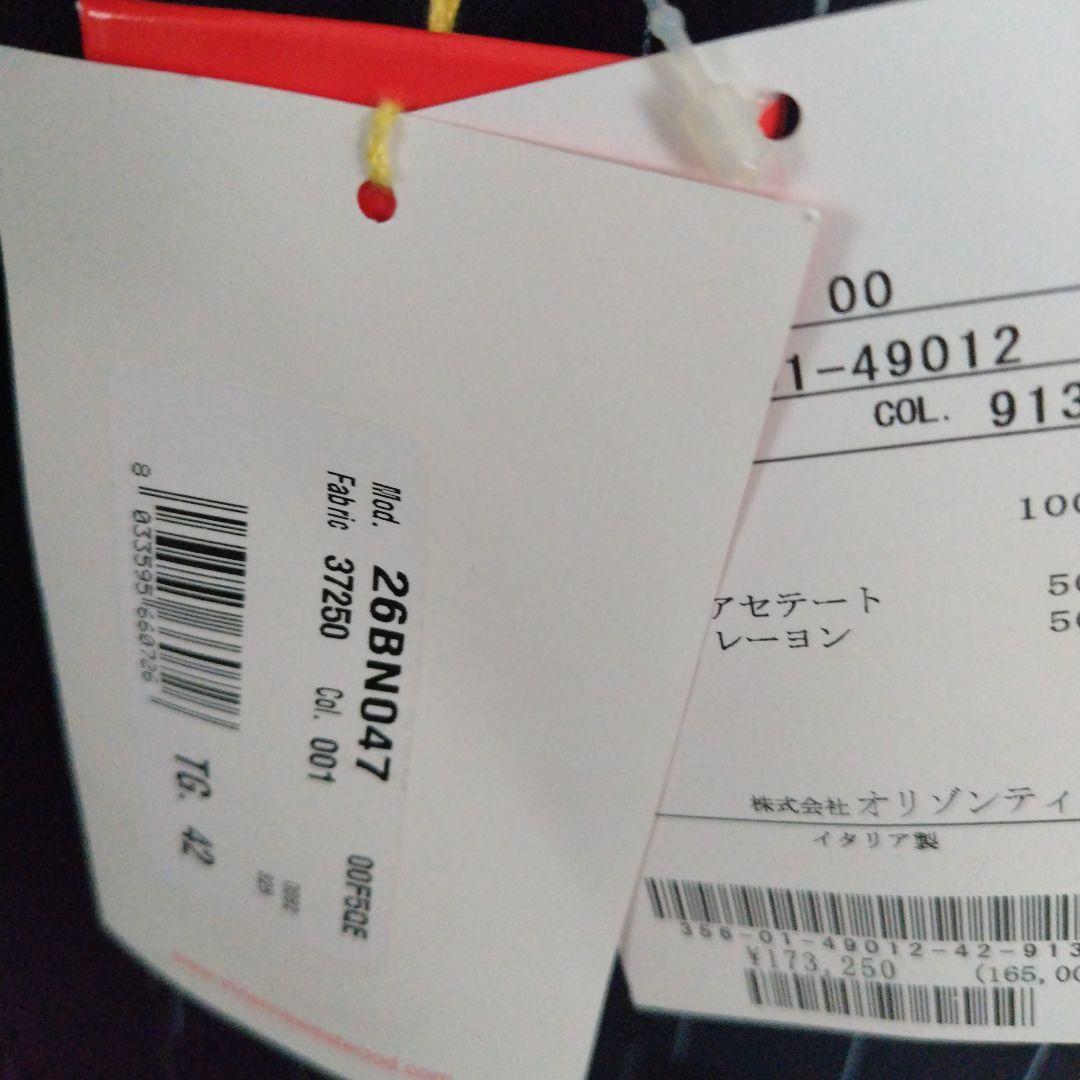 Mod. 26BN047 00F5QE
Fabric 37250 Col. 001
8 033595 660726
TG. 42
00
1-49012
COL. 913
100
アセテート 50
レーヨン 50
株式会社 オリゾンティ
イタリア製
356-01-49012-42-913
¥173,250 (165,00